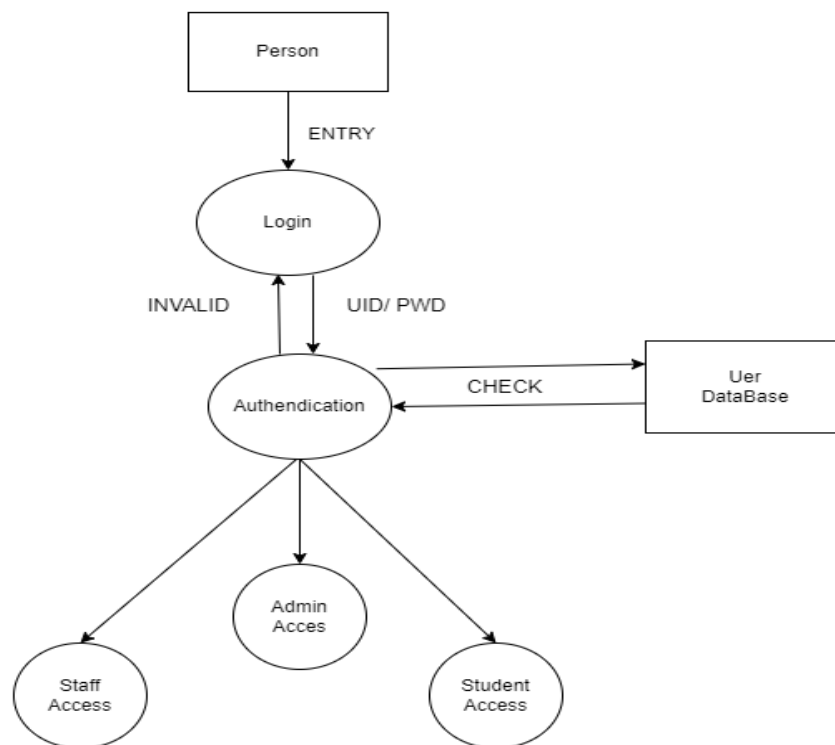 Person
ENTRY
Login
INVALID
UID/ PWD
Uer
DataBase
CHECK
Authendication
Admin
Acces
Staff
Access
Student
Access